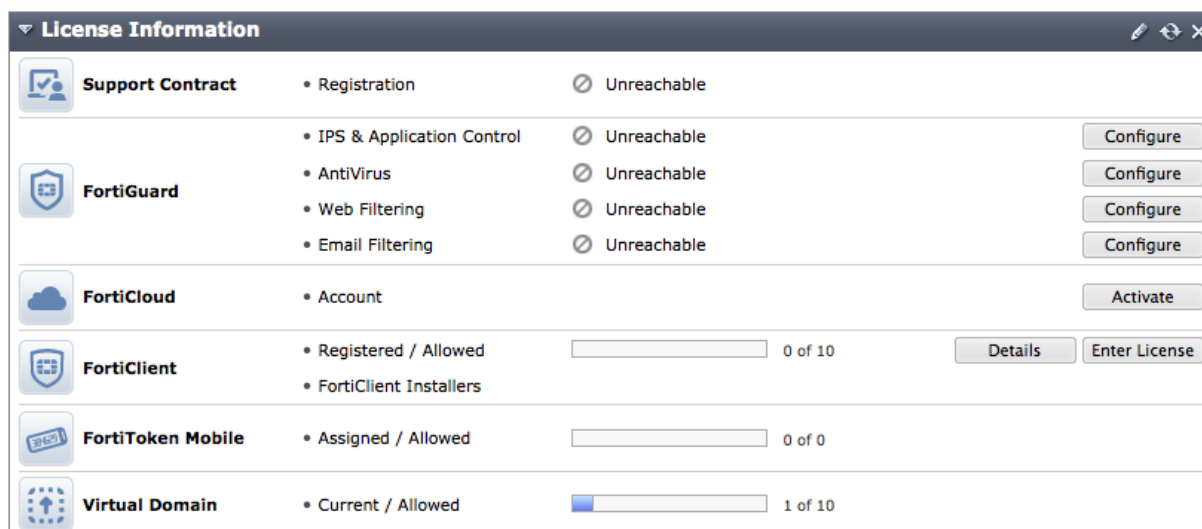 License Information
Support Contract • Registration Unreachable
• IPS & Application Control Unreachable Configure
• AntiVirus Unreachable Configure
FortiGuard
• Web Filtering Unreachable Configure
• Email Filtering Unreachable Configure
FortiCloud • Account Activate
• Registered / Allowed 0 of 10 Details Enter License
FortiClient
• FortiClient Installers
FortiToken Mobile • Assigned / Allowed 0 of 0
Virtual Domain • Current / Allowed 1 of 10